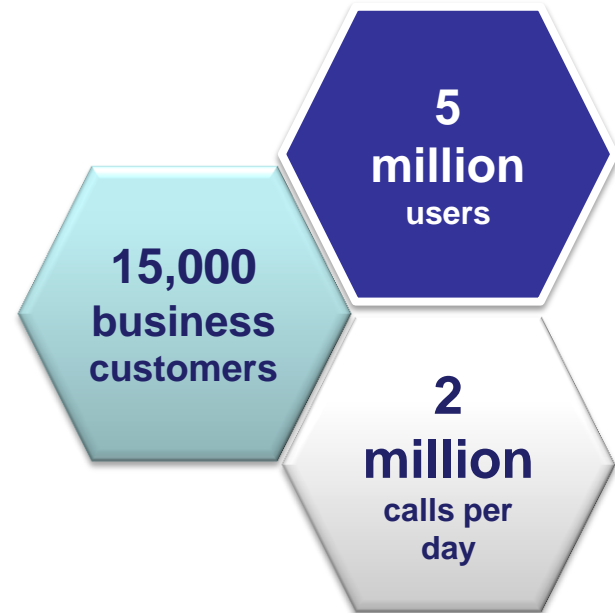 5
million
users
15,000
business
customers
2
million
calls per
day